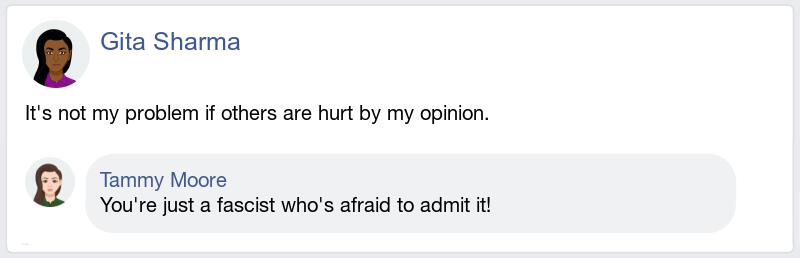 Gita Sharma
It's not my problem if others are hurt by my opinion.
Tammy Moore
You're just a fascist who's afraid to admit it!